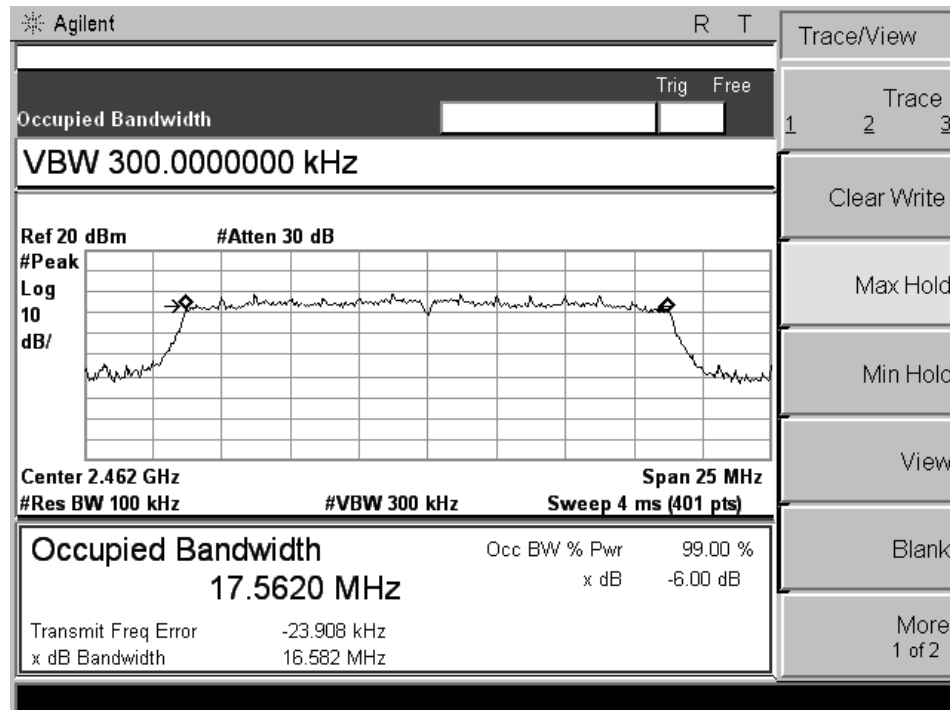 Agilent R T
Trace/View
Trig Free
Occupied Bandwidth
Trace
1 2 3
VBW 300.0000000 kHz
Clear Write
Ref 20 dBm #Atten 30 dB
#Peak
Log
10
dB/
Max Hold
Min Hold
Center 2.462 GHz Span 25 MHz
#Res BW 100 kHz #VBW 300 kHz Sweep 4 ms (401 pts)
View
Occupied Bandwidth
17.5620 MHz
Occ BW % Pwr 99.00 %
x dB -6.00 dB
Transmit Freq Error -23.908 kHz
x dB Bandwidth 16.582 MHz
Blank
More
1 of 2